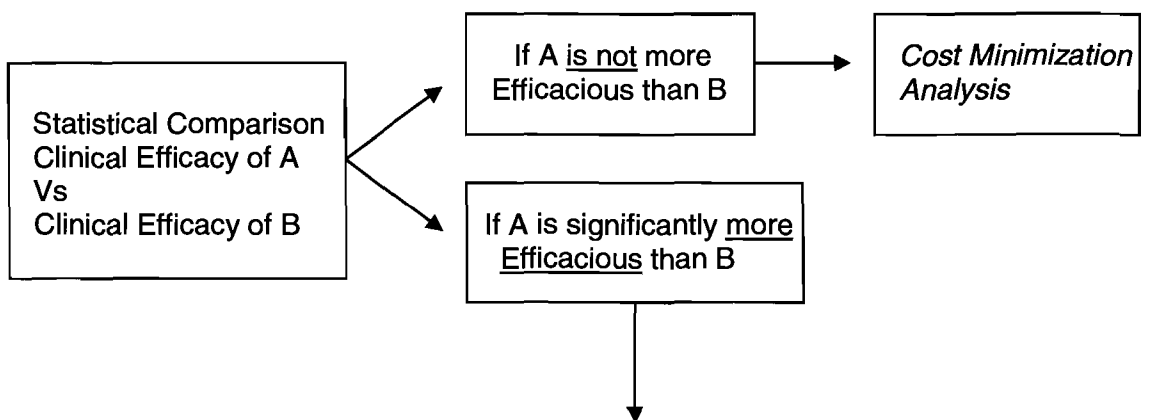 Statistical Comparison
Clinical Efficacy of A
Vs
Clinical Efficacy of B
If A is not more
Efficacious than B
Cost Minimization
Analysis
If A is significantly more
Efficacious than B